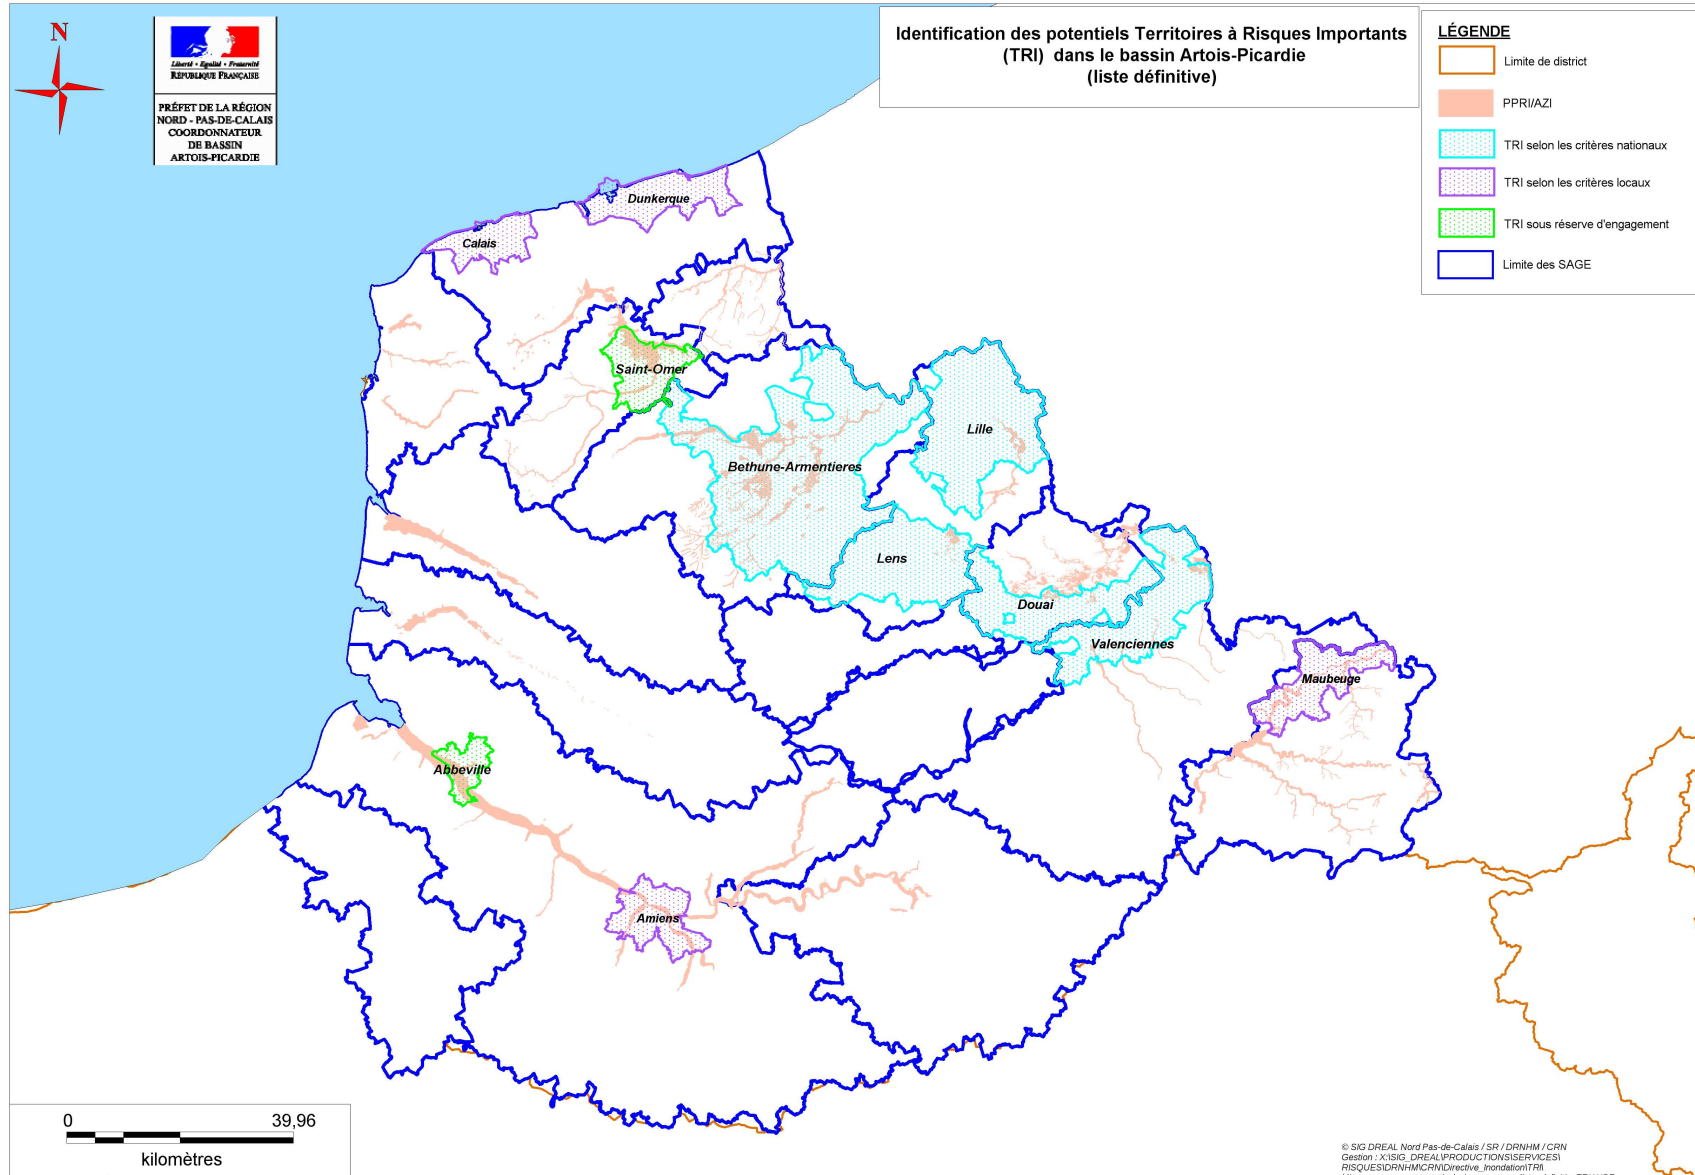 N
Liberté • Égalité • Fraternité
RÉPUBLIQUE FRANÇAISE
PRÉFET DE LA RÉGION
NORD - PAS-DE-CALAIS
COORDONNATEUR
DE BASSIN
ARTOIS-PICARDIE
Identification des potentiels Territoires à Risques Importants
(TRI) dans le bassin Artois-Picardie
(liste définitive)
LÉGENDE
Limite de district
PPRI/AZI
TRI selon les critères nationaux
TRI selon les critères locaux
TRI sous réserve d'engagement
Limite des SAGE
Dunkerque
Calais
Saint-Omer
Lille
Bethune-Armentieres
Lens
Douai
Valenciennes
Maubeuge
Abbeville
Amiens
0 39,96
kilomètres
© SIG DREAL Nord Pas-de-Calais / SR / DRNHM / CRN
Gestion : X:\SIG_DREAL\PRODUCTIONS\SERVICES\
RISQUES\DRNHM\CRN\Directive_Inondation\TRI\